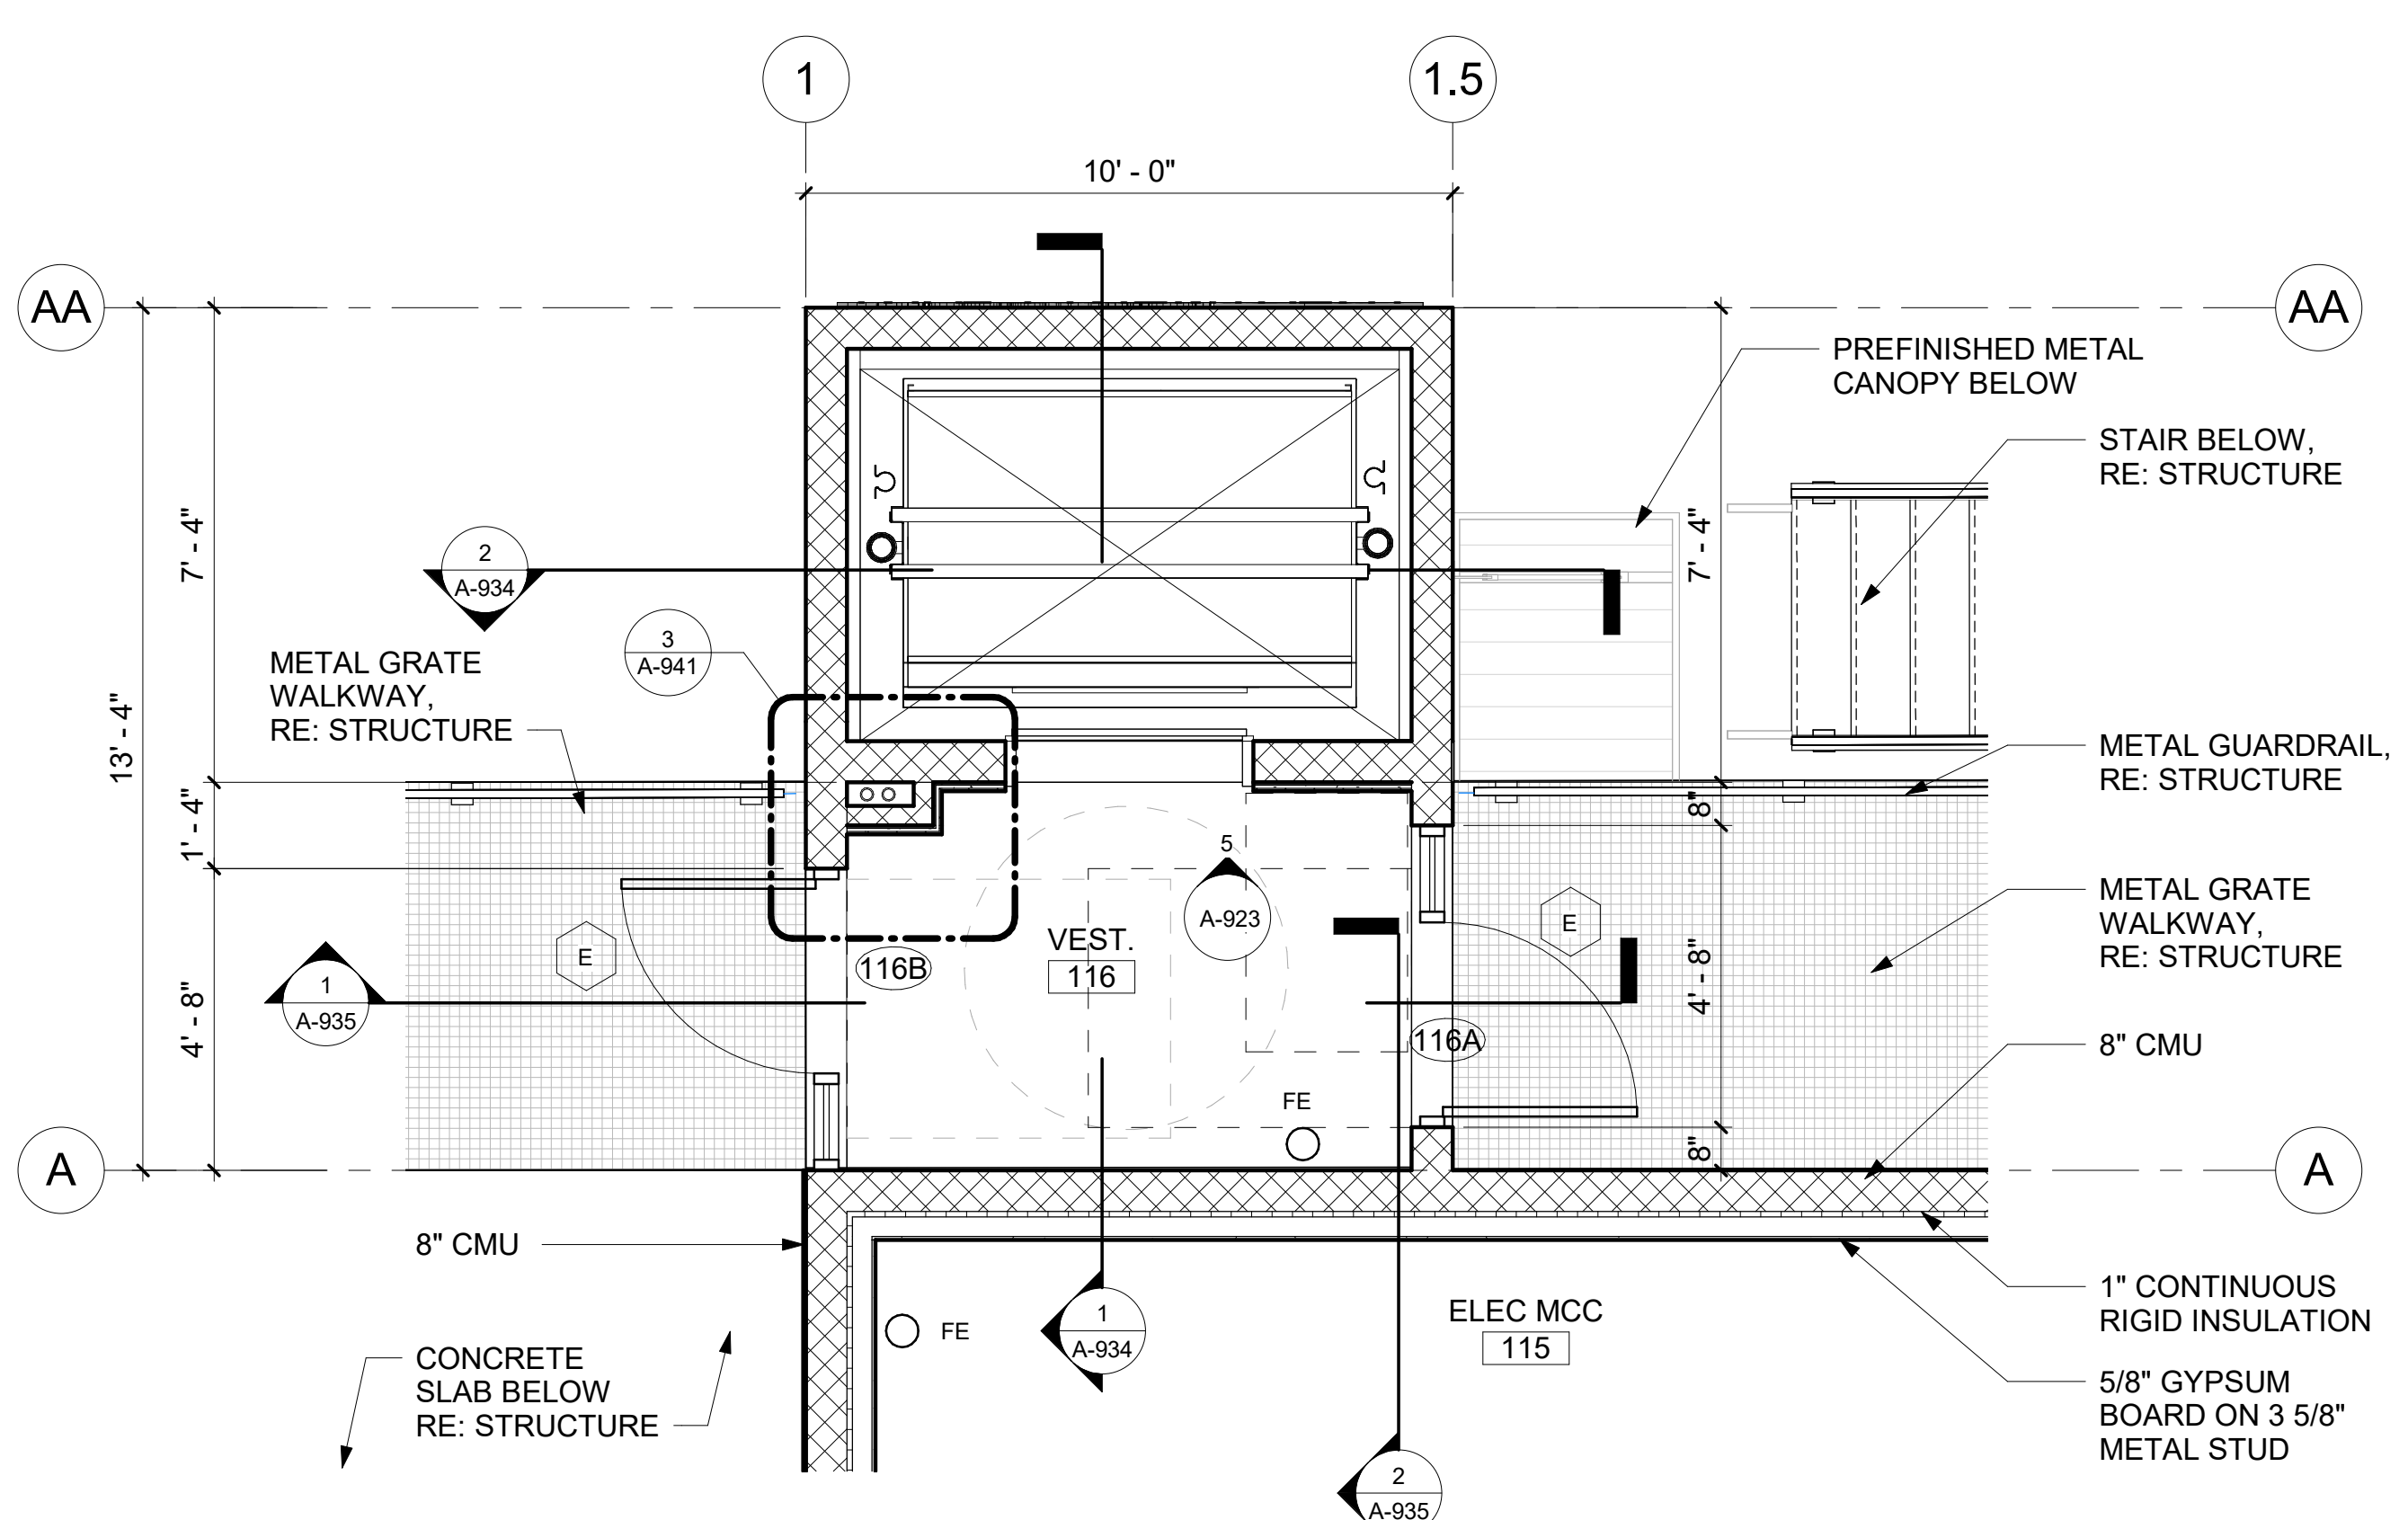 1
1.5
10' - 0"
AA
AA
PREFINISHED METAL
CANOPY BELOW
STAIR BELOW,
RE: STRUCTURE
7' - 4"
7' - 4"
2
A-934
3
A-941
METAL GRATE
WALKWAY,
RE: STRUCTURE
13' - 4"
METAL GUARDRAIL,
RE: STRUCTURE
1' - 4"
8"
5
A-923
METAL GRATE
WALKWAY,
RE: STRUCTURE
E
E
VEST.
116
116B
1
A-935
4' - 8"
4' - 8"
116A
8" CMU
FE
8"
A
A
8" CMU
1" CONTINUOUS
RIGID INSULATION
ELEC MCC
115
1
A-934
FE
CONCRETE
SLAB BELOW
RE: STRUCTURE
5/8" GYPSUM
BOARD ON 3 5/8"
METAL STUD
2
A-935